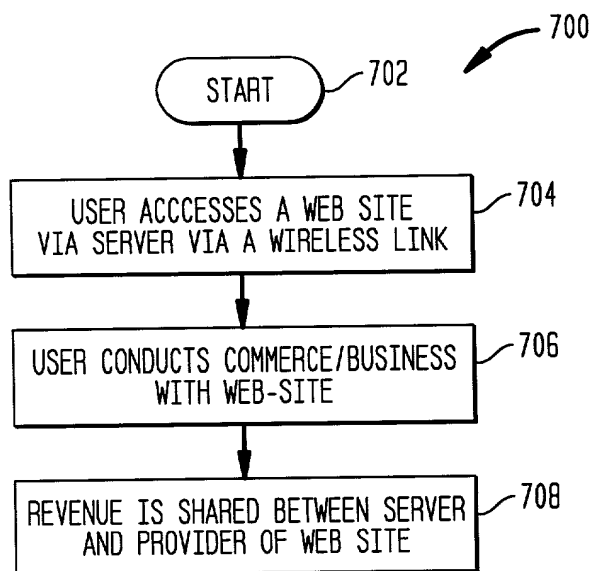 700
START
702
USER ACCCESSES A WEB SITE
VIA SERVER VIA A WIRELESS LINK
704
USER CONDUCTS COMMERCE/BUSINESS
WITH WEB-SITE
706
REVENUE IS SHARED BETWEEN SERVER
AND PROVIDER OF WEB SITE
708